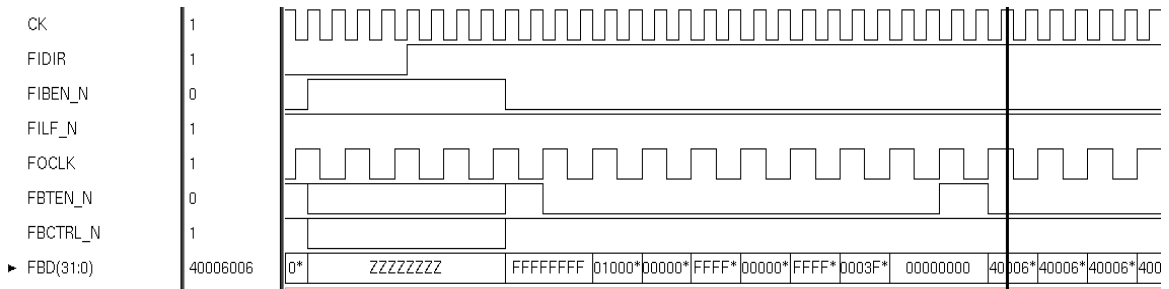 CK 1
FIDIR 1
FIBEN_N 0
FILF_N 1
FOCLK 1
FBTEN_N 0
FBCTRL_N 1
FBD(31:0) 40006006 0* ZZZZZZZZ FFFFFFFF 01000* 00000* FFFF* 00000* FFFF* 0003F* 00000000 40006* 40006* 40006* 400